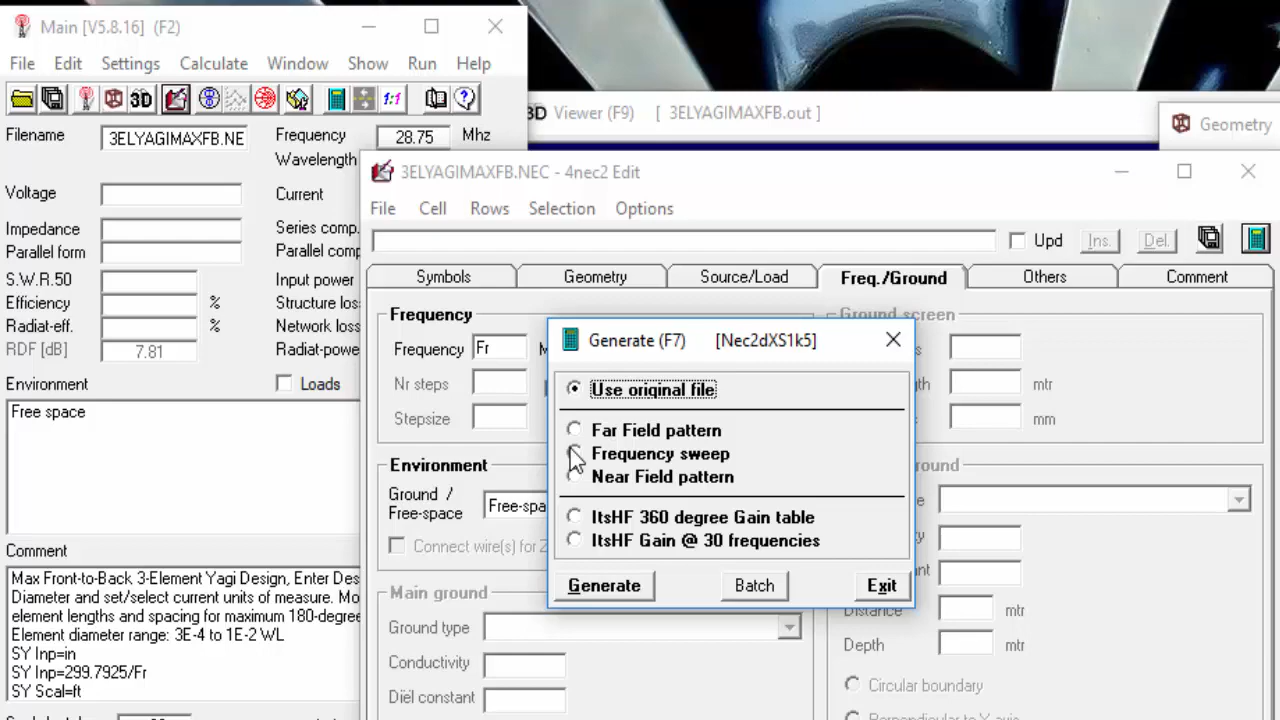 Main [V5.8.16] (F2)
File Edit Settings Calculate Window Show Run Help
3D 1:1
Filename 3ELYAGIMAXFB.NE Frequency 28.75 Mhz
Wavelength
Voltage Current
Impedance Series comp.
Parallel form Parallel comp
S.W.R.50 Input power
Efficiency % Structure los
Radiat-eff. % Network loss
RDF [dB] 7.81 Radiat-power
Environment Loads
Free space
Comment
Max Front-to-Back 3-Element Yagi Design, Enter Des
Diameter and set/select current units of measure. Mo
element lengths and spacing for maximum 180-degree
Element diameter range: 3E-4 to 1E-2 WL
SY Inp=in
SY Inp=299.7925/Fr
SY Scal=ft
3D Viewer (F9) [ 3ELYAGIMAXFB.out ]
Geometry
3ELYAGIMAXFB.NEC - 4nec2 Edit
File Cell Rows Selection Options
Upd Ins. Del.
Symbols Geometry Source/Load Freq./Ground Others Comment
Frequency
Frequency Fr M
Nr steps
Stepsize
Environment
Ground /
Free-space Free-spa
Connect wire(s) for Z
Main ground
Ground type
Conductivity
Diël constant
Ground screen
mtr
mm
Distance mtr
Depth mtr
Circular boundary
Perpendicular to Y-axis
Generate (F7) [Nec2dXS1k5]
Use original file
Far Field pattern
Frequency sweep
Near Field pattern
ItsHF 360 degree Gain table
ItsHF Gain @ 30 frequencies
Generate Batch Exit